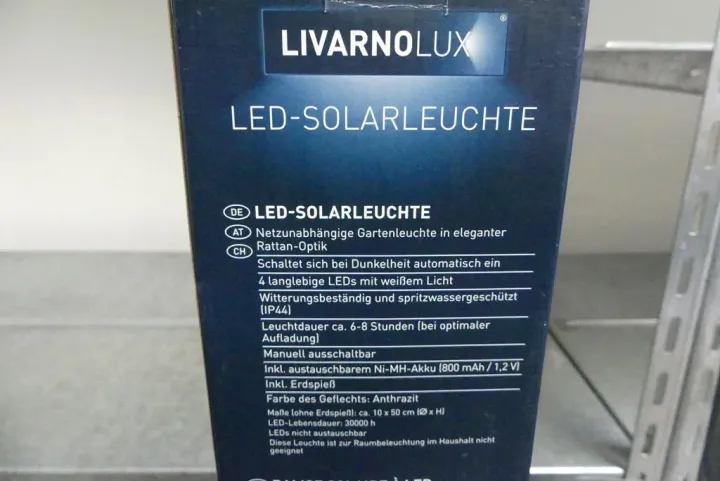 LIVARNOLUX®
LED-SOLARLEUCHTE
DE LED-SOLARLEUCHTE
AT Netzunabhängige Gartenleuchte in eleganter
CH Rattan-Optik
Schaltet sich bei Dunkelheit automatisch ein
4 langlebige LEDs mit weißem Licht
Witterungsbeständig und spritzwassergeschützt
(IP44)
Leuchtdauer ca. 6-8 Stunden (bei optimaler
Aufladung)
Manuell ausschaltbar
Inkl. austauschbarem Ni-MH-Akku (800 mAh / 1,2 V)
Inkl. Erdspieß
Farbe des Geflechts: Anthrazit
Maße (ohne Erdspieß): ca. 10 x 50 cm (Ø x H)
LED-Lebensdauer: 30000 h
LEDs nicht austauschbar
Diese Leuchte ist zur Raumbeleuchtung im Haushalt nicht
geeignet